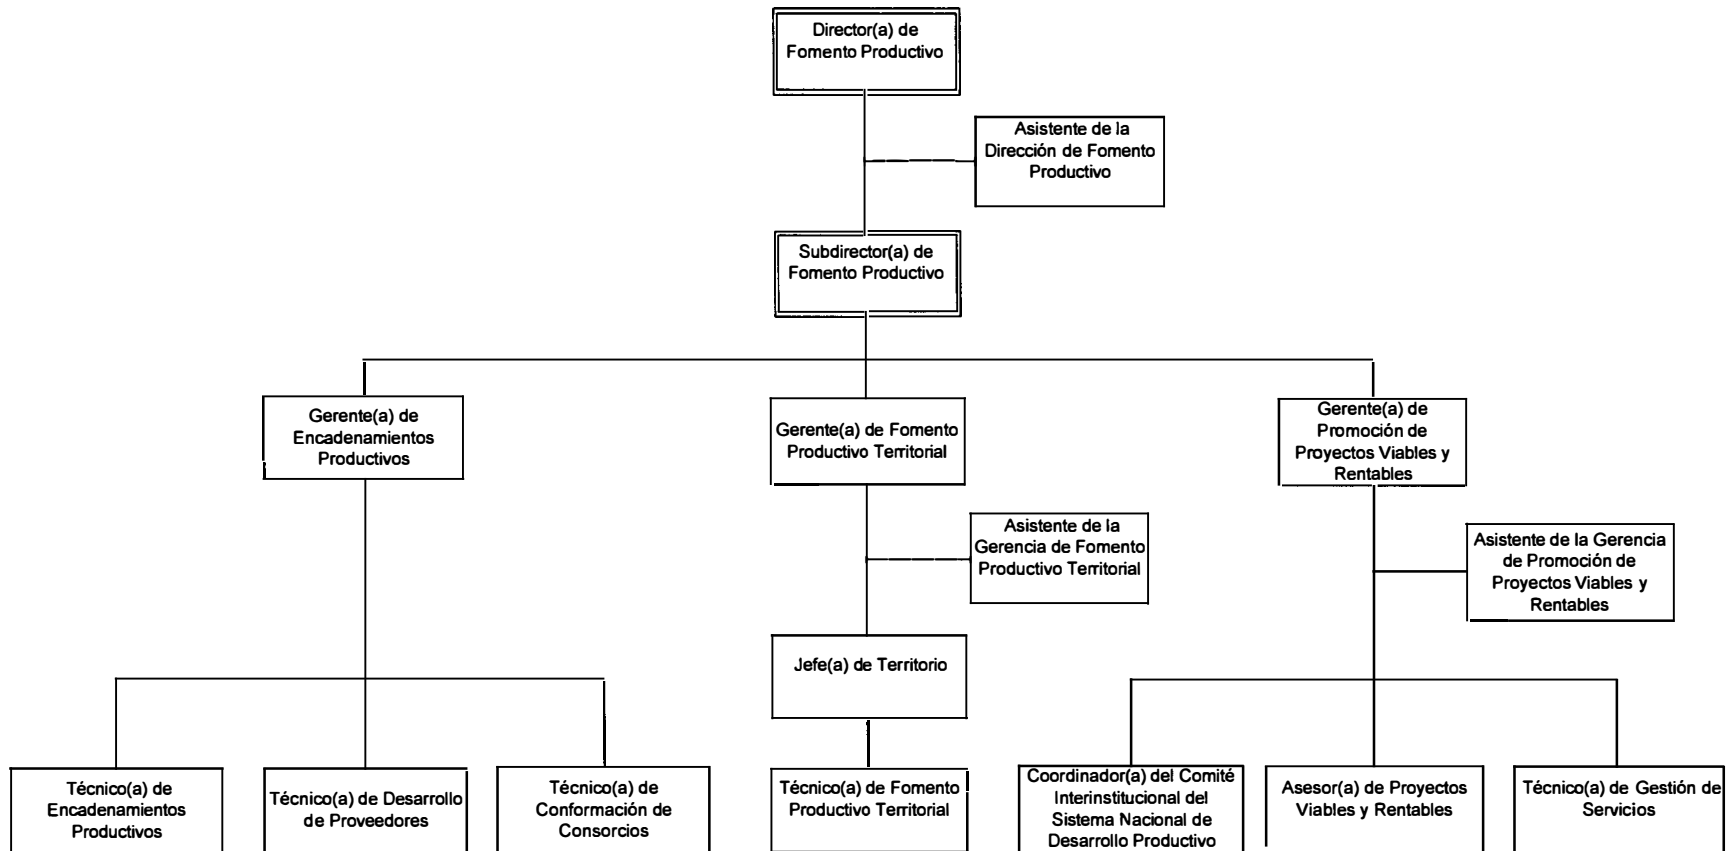 Director(a) de
Fomento Productivo
Asistente de la
Dirección de Fomento
Productivo
Subdirector(a) de
Fomento Productivo
Gerente(a) de
Encadenamientos
Productivos
Gerente(a) de Fomento
Productivo Territorial
Gerente(a) de
Promoción de
Proyectos Viables y
Rentables
Asistente de la
Gerencia de Fomento
Productivo Territorial
Asistente de la Gerencia
de Promoción de
Proyectos Viables y
Rentables
Jefe(a) de Territorio
Técnico(a) de
Encadenamientos
Productivos
Técnico(a) de Desarrollo
de Proveedores
Técnico(a) de
Conformación de
Consorcios
Técnico(a) de Fomento
Productivo Territorial
Coordinador(a) del Comité
Interinstitucional del
Sistema Nacional de
Desarrollo Productivo
Asesor(a) de Proyectos
Viables y Rentables
Técnico(a) de Gestión de
Servicios